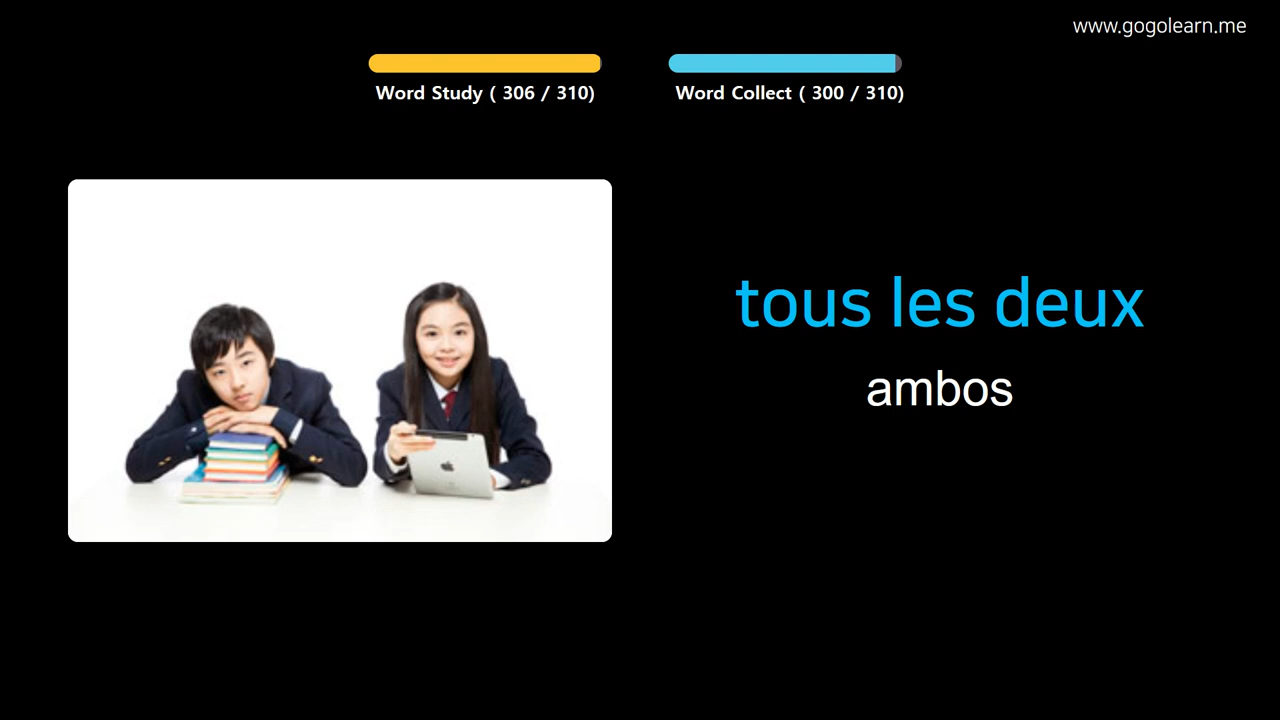 www.gogolearn.me
Word Study ( 306 / 310)
Word Collect ( 300 / 310)
tous les deux
ambos